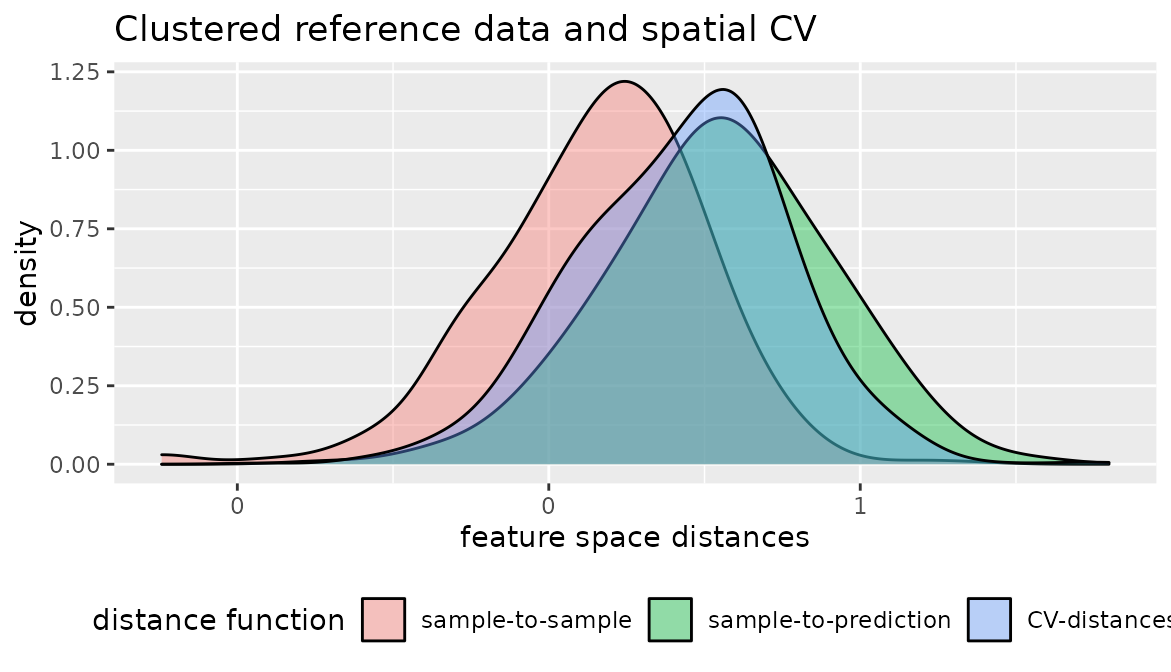 Clustered reference data and spatial CV
1.25
1.00
0.75
0.50
0.25
0.00
density
0 0 1
feature space distances
distance function sample-to-sample sample-to-prediction CV-distances